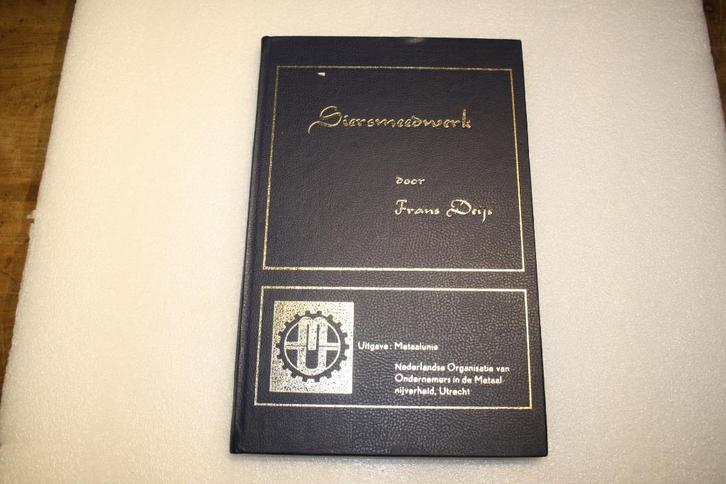 Siersmeedwerk
door
Frans Deijs
Uitgave: Metaalunie
Nederlandse Organisatie van
Ondernemers in de Metaal
nijverheid, Utrecht